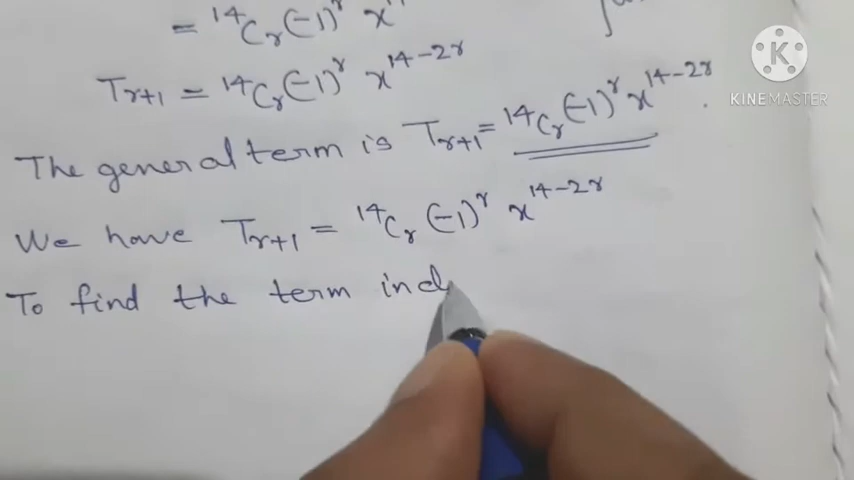 = ¹⁴Cᵣ (-1)ʳ x
Tᵣ₊₁ = ¹⁴Cᵣ (-1)ʳ x¹⁴⁻²ʳ
The general term is Tᵣ₊₁ = ¹⁴Cᵣ (-1)ʳ x¹⁴⁻²ʳ.
We have Tᵣ₊₁ = ¹⁴Cᵣ (-1)ʳ x¹⁴⁻²ʳ
To find the term ind
K
KINEMASTER